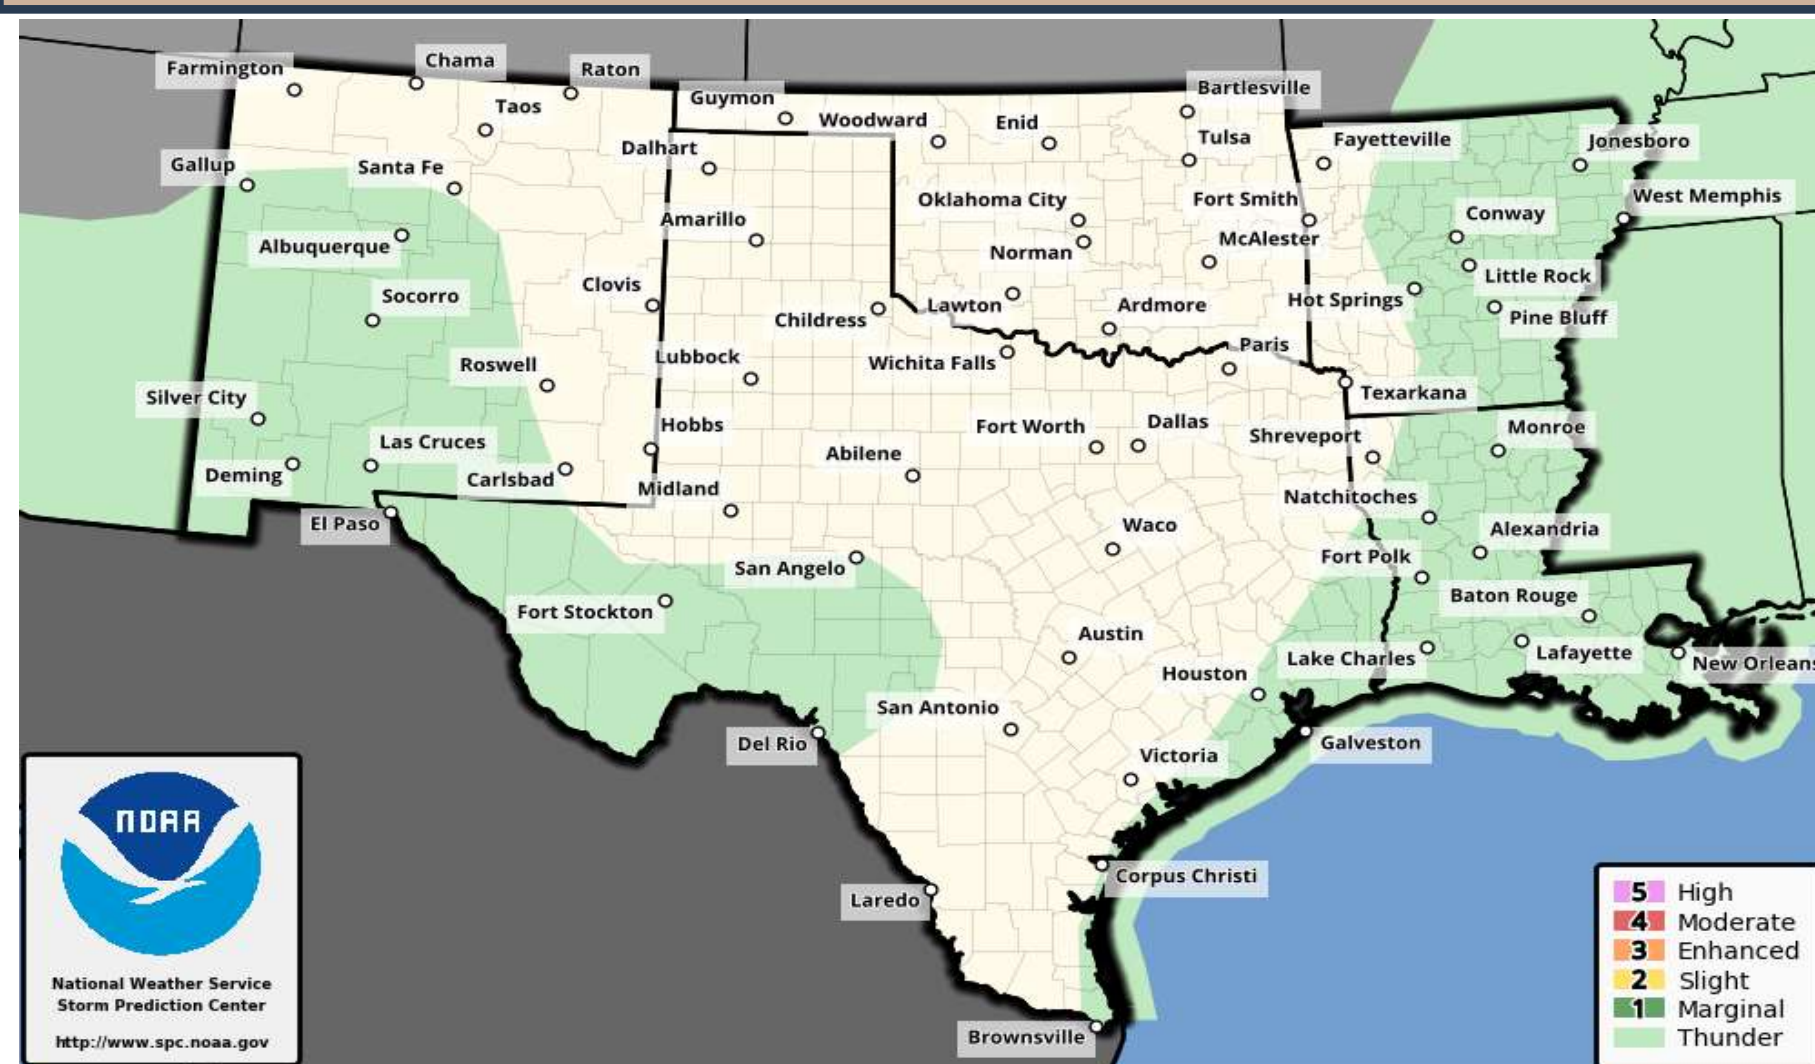 Farmington
Chama
Raton
Taos
Guymon
Woodward
Enid
Bartlesville
Tulsa
Fayetteville
Jonesboro
Gallup
Santa Fe
Dalhart
Amarillo
Oklahoma City
Norman
Fort Smith
McAlester
Conway
West Memphis
Albuquerque
Socorro
Clovis
Childress
Lawton
Ardmore
Hot Springs
Little Rock
Pine Bluff
Roswell
Lubbock
Wichita Falls
Paris
Texarkana
Silver City
Las Cruces
Deming
Carlsbad
Hobbs
Midland
Abilene
Fort Worth
Dallas
Shreveport
Monroe
Natchitoches
El Paso
San Angelo
Waco
Fort Polk
Alexandria
Fort Stockton
Austin
Baton Rouge
Houston
Lake Charles
Lafayette
New Orleans
Del Rio
San Antonio
Victoria
Galveston
Corpus Christi
Laredo
Brownsville
NOAA
National Weather Service
Storm Prediction Center
http://www.spc.noaa.gov
5 High
4 Moderate
3 Enhanced
2 Slight
1 Marginal
Thunder